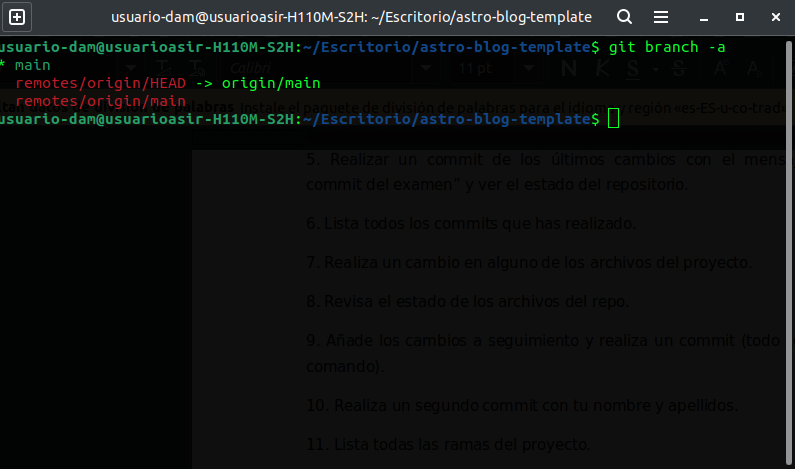 usuario-dam@usuarioasir-H110M-S2H: ~/Escritorio/astro-blog-template
usuario-dam@usuarioasir-H110M-S2H:~/Escritorio/astro-blog-template$ git branch -a
* main
remotes/origin/HEAD -> origin/main
remotes/origin/main
usuario-dam@usuarioasir-H110M-S2H:~/Escritorio/astro-blog-template$
Calibri 11 pt N K S S A A
palabras Instale el paquete de división de palabras para el idioma región «es-ES-u-co-trad
5. Realizar un commit de los últimos cambios con el mens
commit del examen” y ver el estado del repositorio.
6. Lista todos los commits que has realizado.
7. Realiza un cambio en alguno de los archivos del proyecto.
8. Revisa el estado de los archivos del repo.
9. Añade los cambios a seguimiento y realiza un commit (todo
comando).
10. Realiza un segundo commit con tu nombre y apellidos.
11. Lista todas las ramas del proyecto.